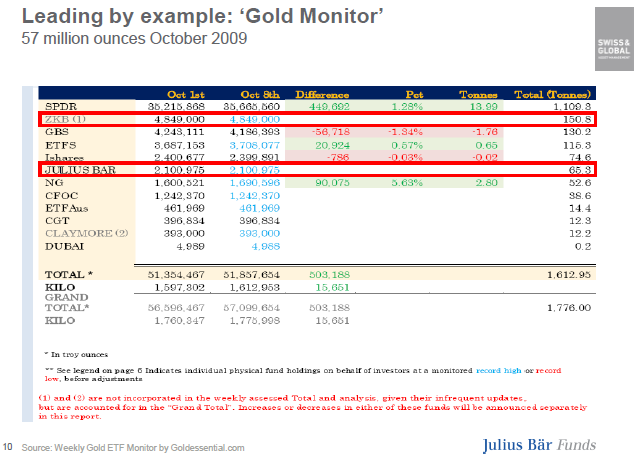 Leading by example: ‘Gold Monitor’
57 million ounces October 2009
SWISS&
GLOBAL
Oct 1st Oct 8th Difference Pct Tonnes Total (Tonnes)
SPDR 35,215,868 35,665,560 449,692 1.28% 13.99 1,109.3
ZKB (1) 4,849,000 4,849,000 150.8
GBS 4,243,111 4,186,393 -56,718 -1.34% -1.76 130.2
ETFS 3,687,153 3,708,077 20,924 0.57% 0.65 115.3
Ishares 2,400,677 2,399,891 -786 -0.03% -0.02 74.6
JULIUS BAR 2,100,975 2,100,975 65.3
NG 1,600,521 1,690,596 90,075 5.63% 2.80 52.6
CFOC 1,242,370 1,242,370 38.6
ETFAus 461,969 461,969 14.4
CGT 396,834 396,834 12.3
CLAYMORE (2) 393,000 393,000 12.2
DUBAI 4,989 4,988 0.2
TOTAL * 51,354,467 51,857,654 503,188 1,612.95
KILO 1,597,302 1,612,953 15,651
GRAND
TOTAL* 56,596,467 57,099,654 503,188 1,776.00
KILO 1,760,347 1,775,998 15,651
* In troy ounces
** See legend on page 6 Indicates individual physical fund holdings on behalf of investors at a monitored record high or record
low, before adjustments
(1) and (2) are not incorporated in the weekly assessed Total and analysis, given their infrequent updates,
but are accounted for in the “Grand Total”. Increases or decreases in either of these funds will be announced separately
in this report.
10 Source: Weekly Gold ETF Monitor by Goldessential.com
Julius Bär Funds